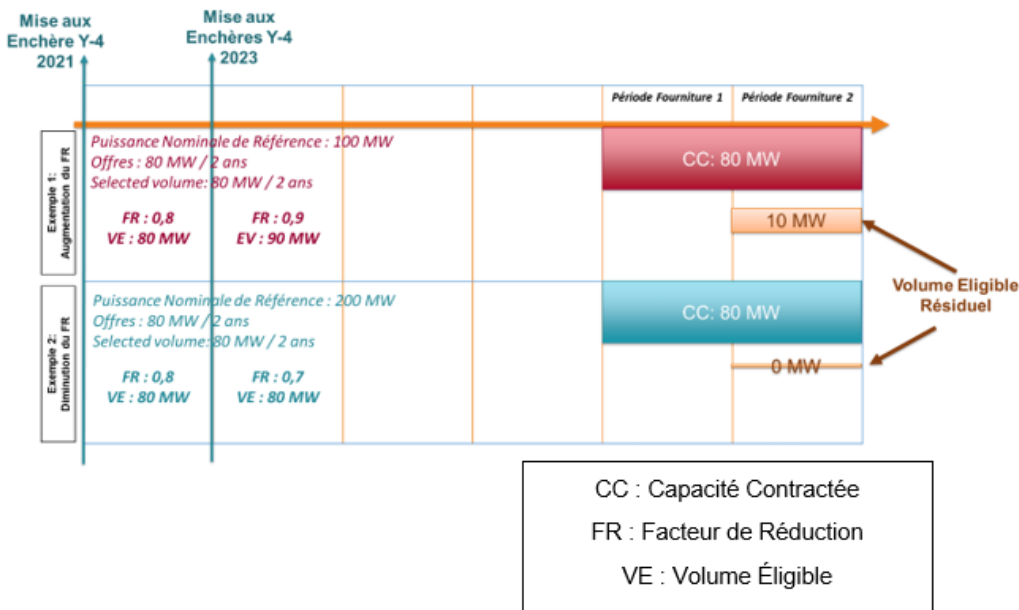 Mise aux
Enchère Y-4
2021
Mise aux
Enchères Y-4
2023
Période Fourniture 1
Période Fourniture 2
Exemple 1:
Augmentation du FR
Puissance Nominale de Référence : 100 MW
Offres : 80 MW / 2 ans
Selected volume: 80 MW / 2 ans
FR : 0,8
VE : 80 MW
FR : 0,9
EV : 90 MW
CC: 80 MW
10 MW
Volume Eligible
Résiduel
Exemple 2:
Diminution du FR
Puissance Nominale de Référence : 200 MW
Offres : 80 MW / 2 ans
Selected volume: 80 MW / 2 ans
FR : 0,8
VE : 80 MW
FR : 0,7
VE : 80 MW
CC: 80 MW
0 MW
CC : Capacité Contractée
FR : Facteur de Réduction
VE : Volume Éligible